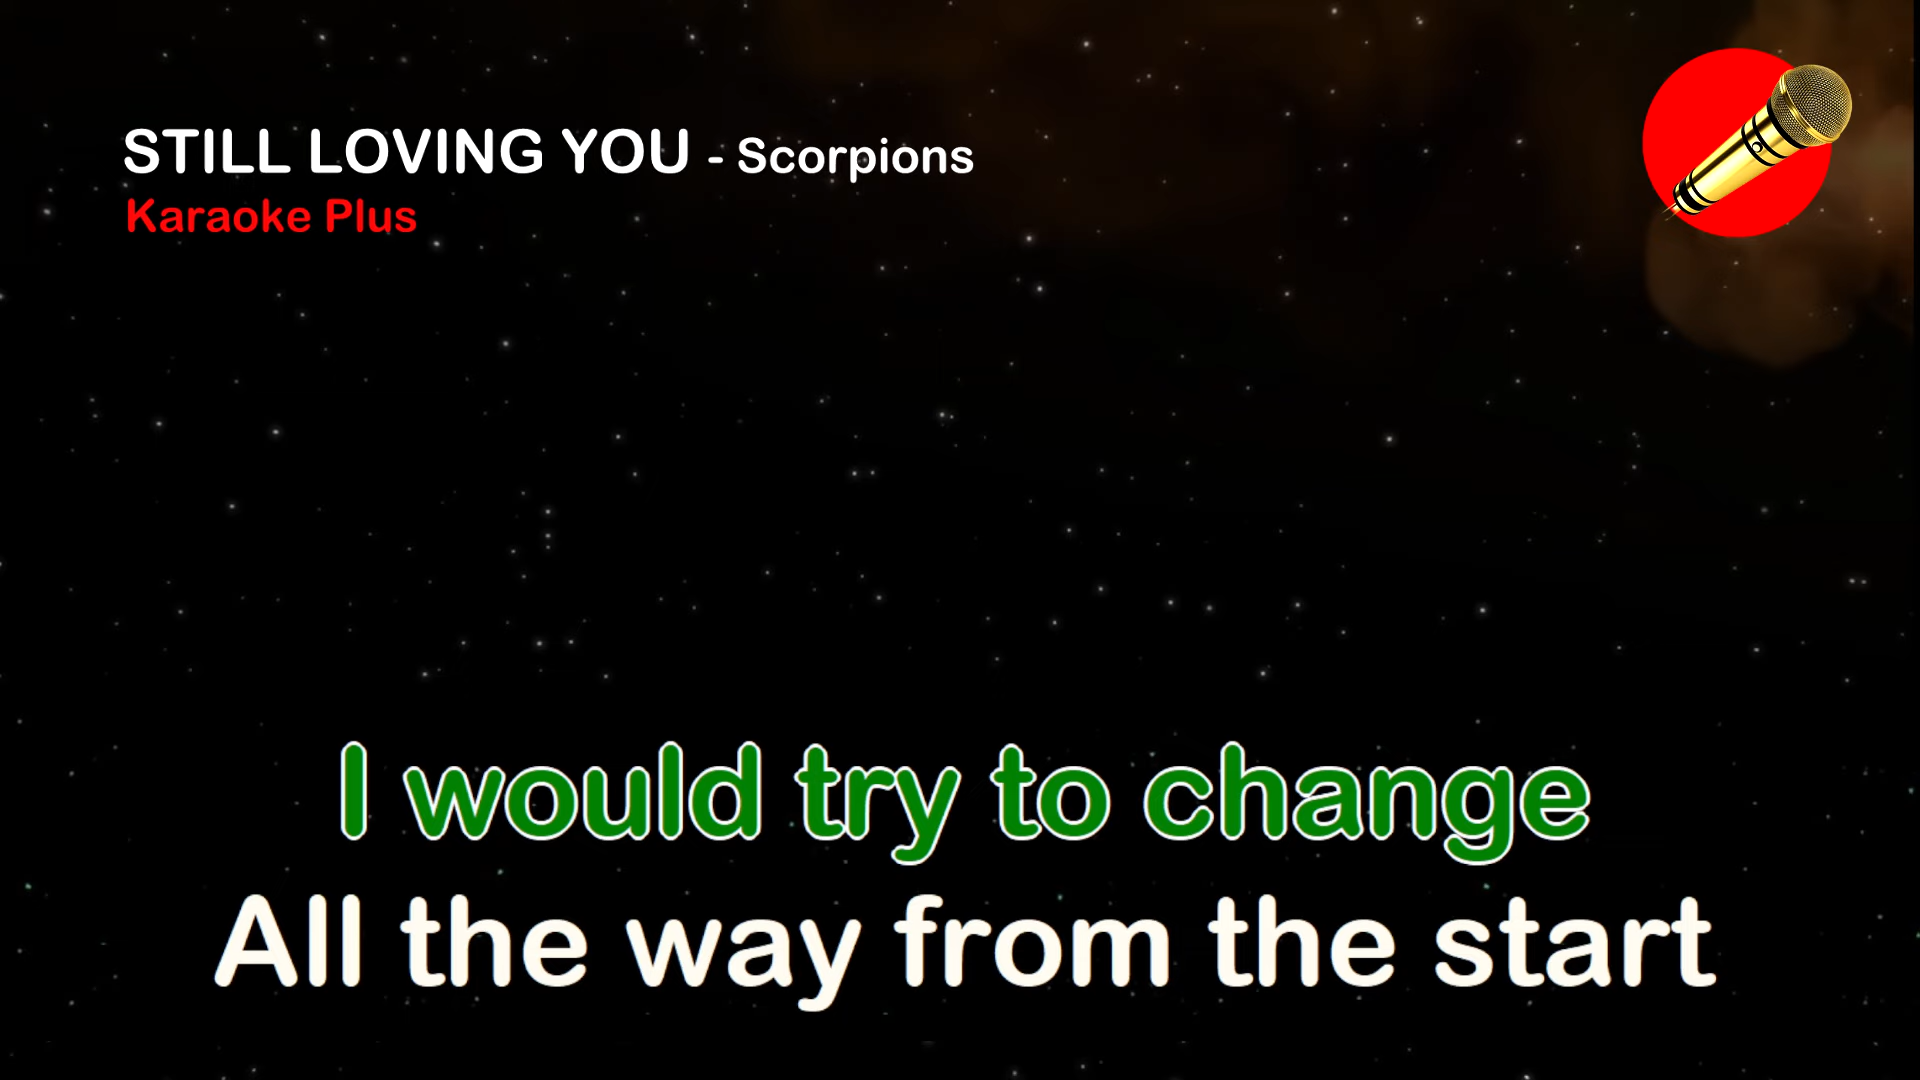 STILL LOVING YOU - Scorpions
Karaoke Plus
I would try to change
All the way from the start